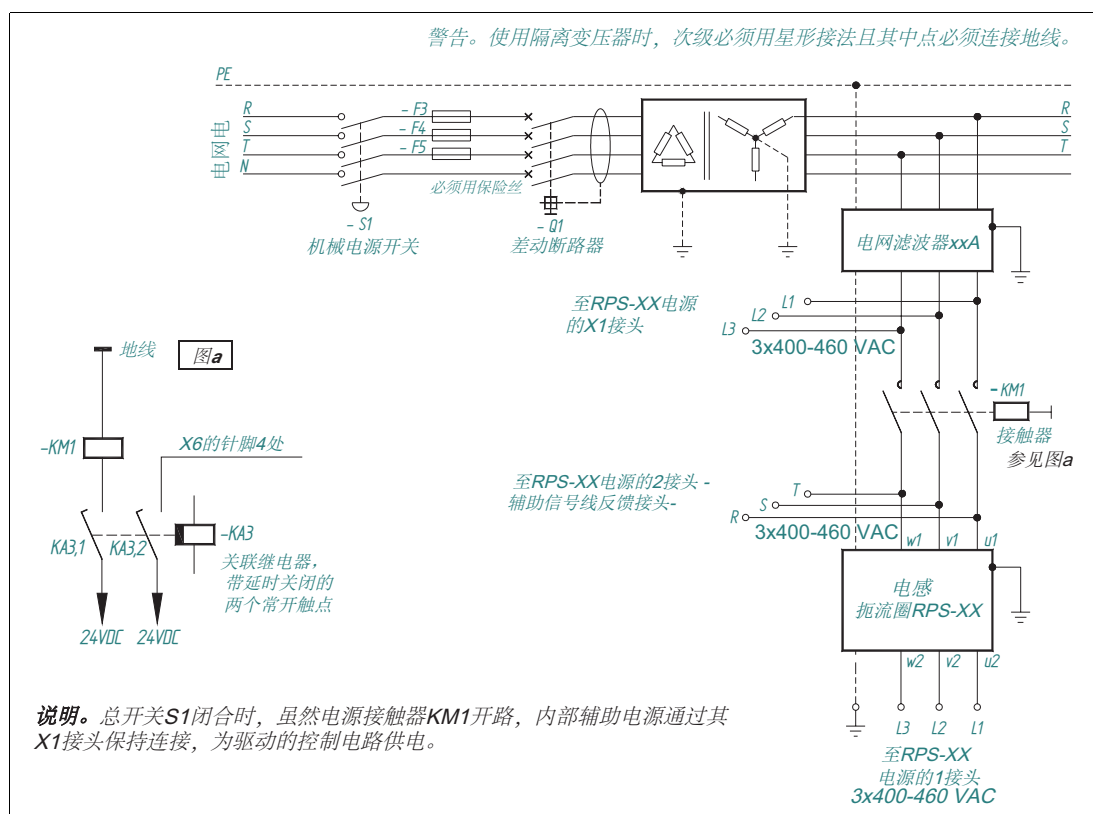 警告。使用隔离变压器时，次级必须用星形接法且其中点必须连接地线。
PE
电网电
R
S
T
N
- F3
- F4
- F5
必须用保险丝
- S1
机械电源开关
- Q1
差动断路器
R
S
T
电网滤波器xxA
至RPS-XX电源
的X1接头
L1
L2
L3
3x400-460 VAC
地线
图a
-KM1
X6的针脚4处
KA3,1
KA3,2
-KA3
关联继电器，
带延时关闭的
两个常开触点
24VDC
24VDC
-KM1
接触器
参见图a
至RPS-XX电源的2接头 -
辅助信号线反馈接头-
T
S
R
3x400-460 VAC
w1
v1
u1
电感
扼流圈RPS-XX
w2
v2
u2
L3
L2
L1
至RPS-XX
电源的1接头
3x400-460 VAC
说明。总开关S1闭合时，虽然电源接触器KM1开路，内部辅助电源通过其
X1接头保持连接，为驱动的控制电路供电。